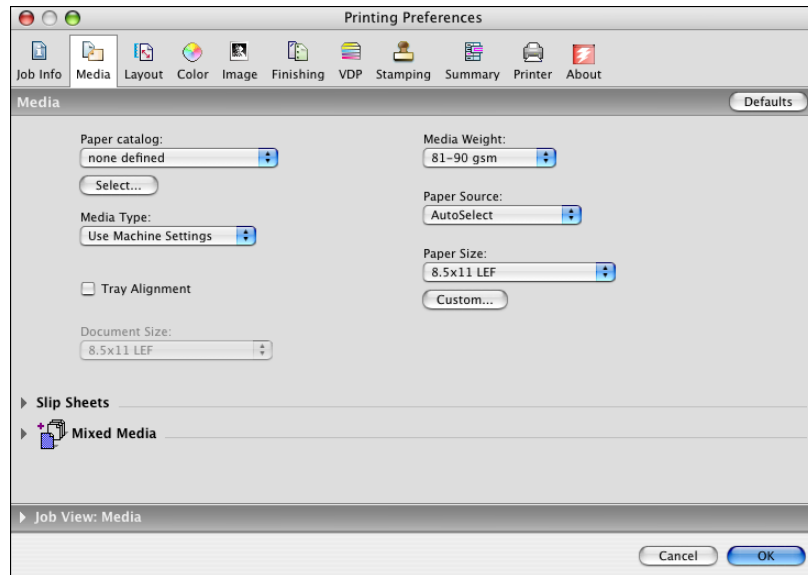 Printing Preferences
Job Info Media Layout Color Image Finishing VDP Stamping Summary Printer About
Media Defaults
Paper catalog:
none defined
Select...
Media Type:
Use Machine Settings
Tray Alignment
Document Size:
8.5x11 LEF
Media Weight:
81-90 gsm
Paper Source:
AutoSelect
Paper Size:
8.5x11 LEF
Custom...
Slip Sheets
Mixed Media
Job View: Media
Cancel OK